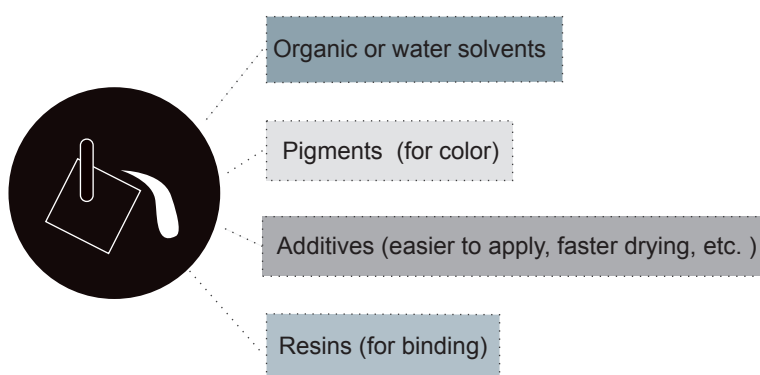 Organic or water solvents
Pigments  (for color)
Additives (easier to apply, faster drying, etc. )
Resins (for binding)